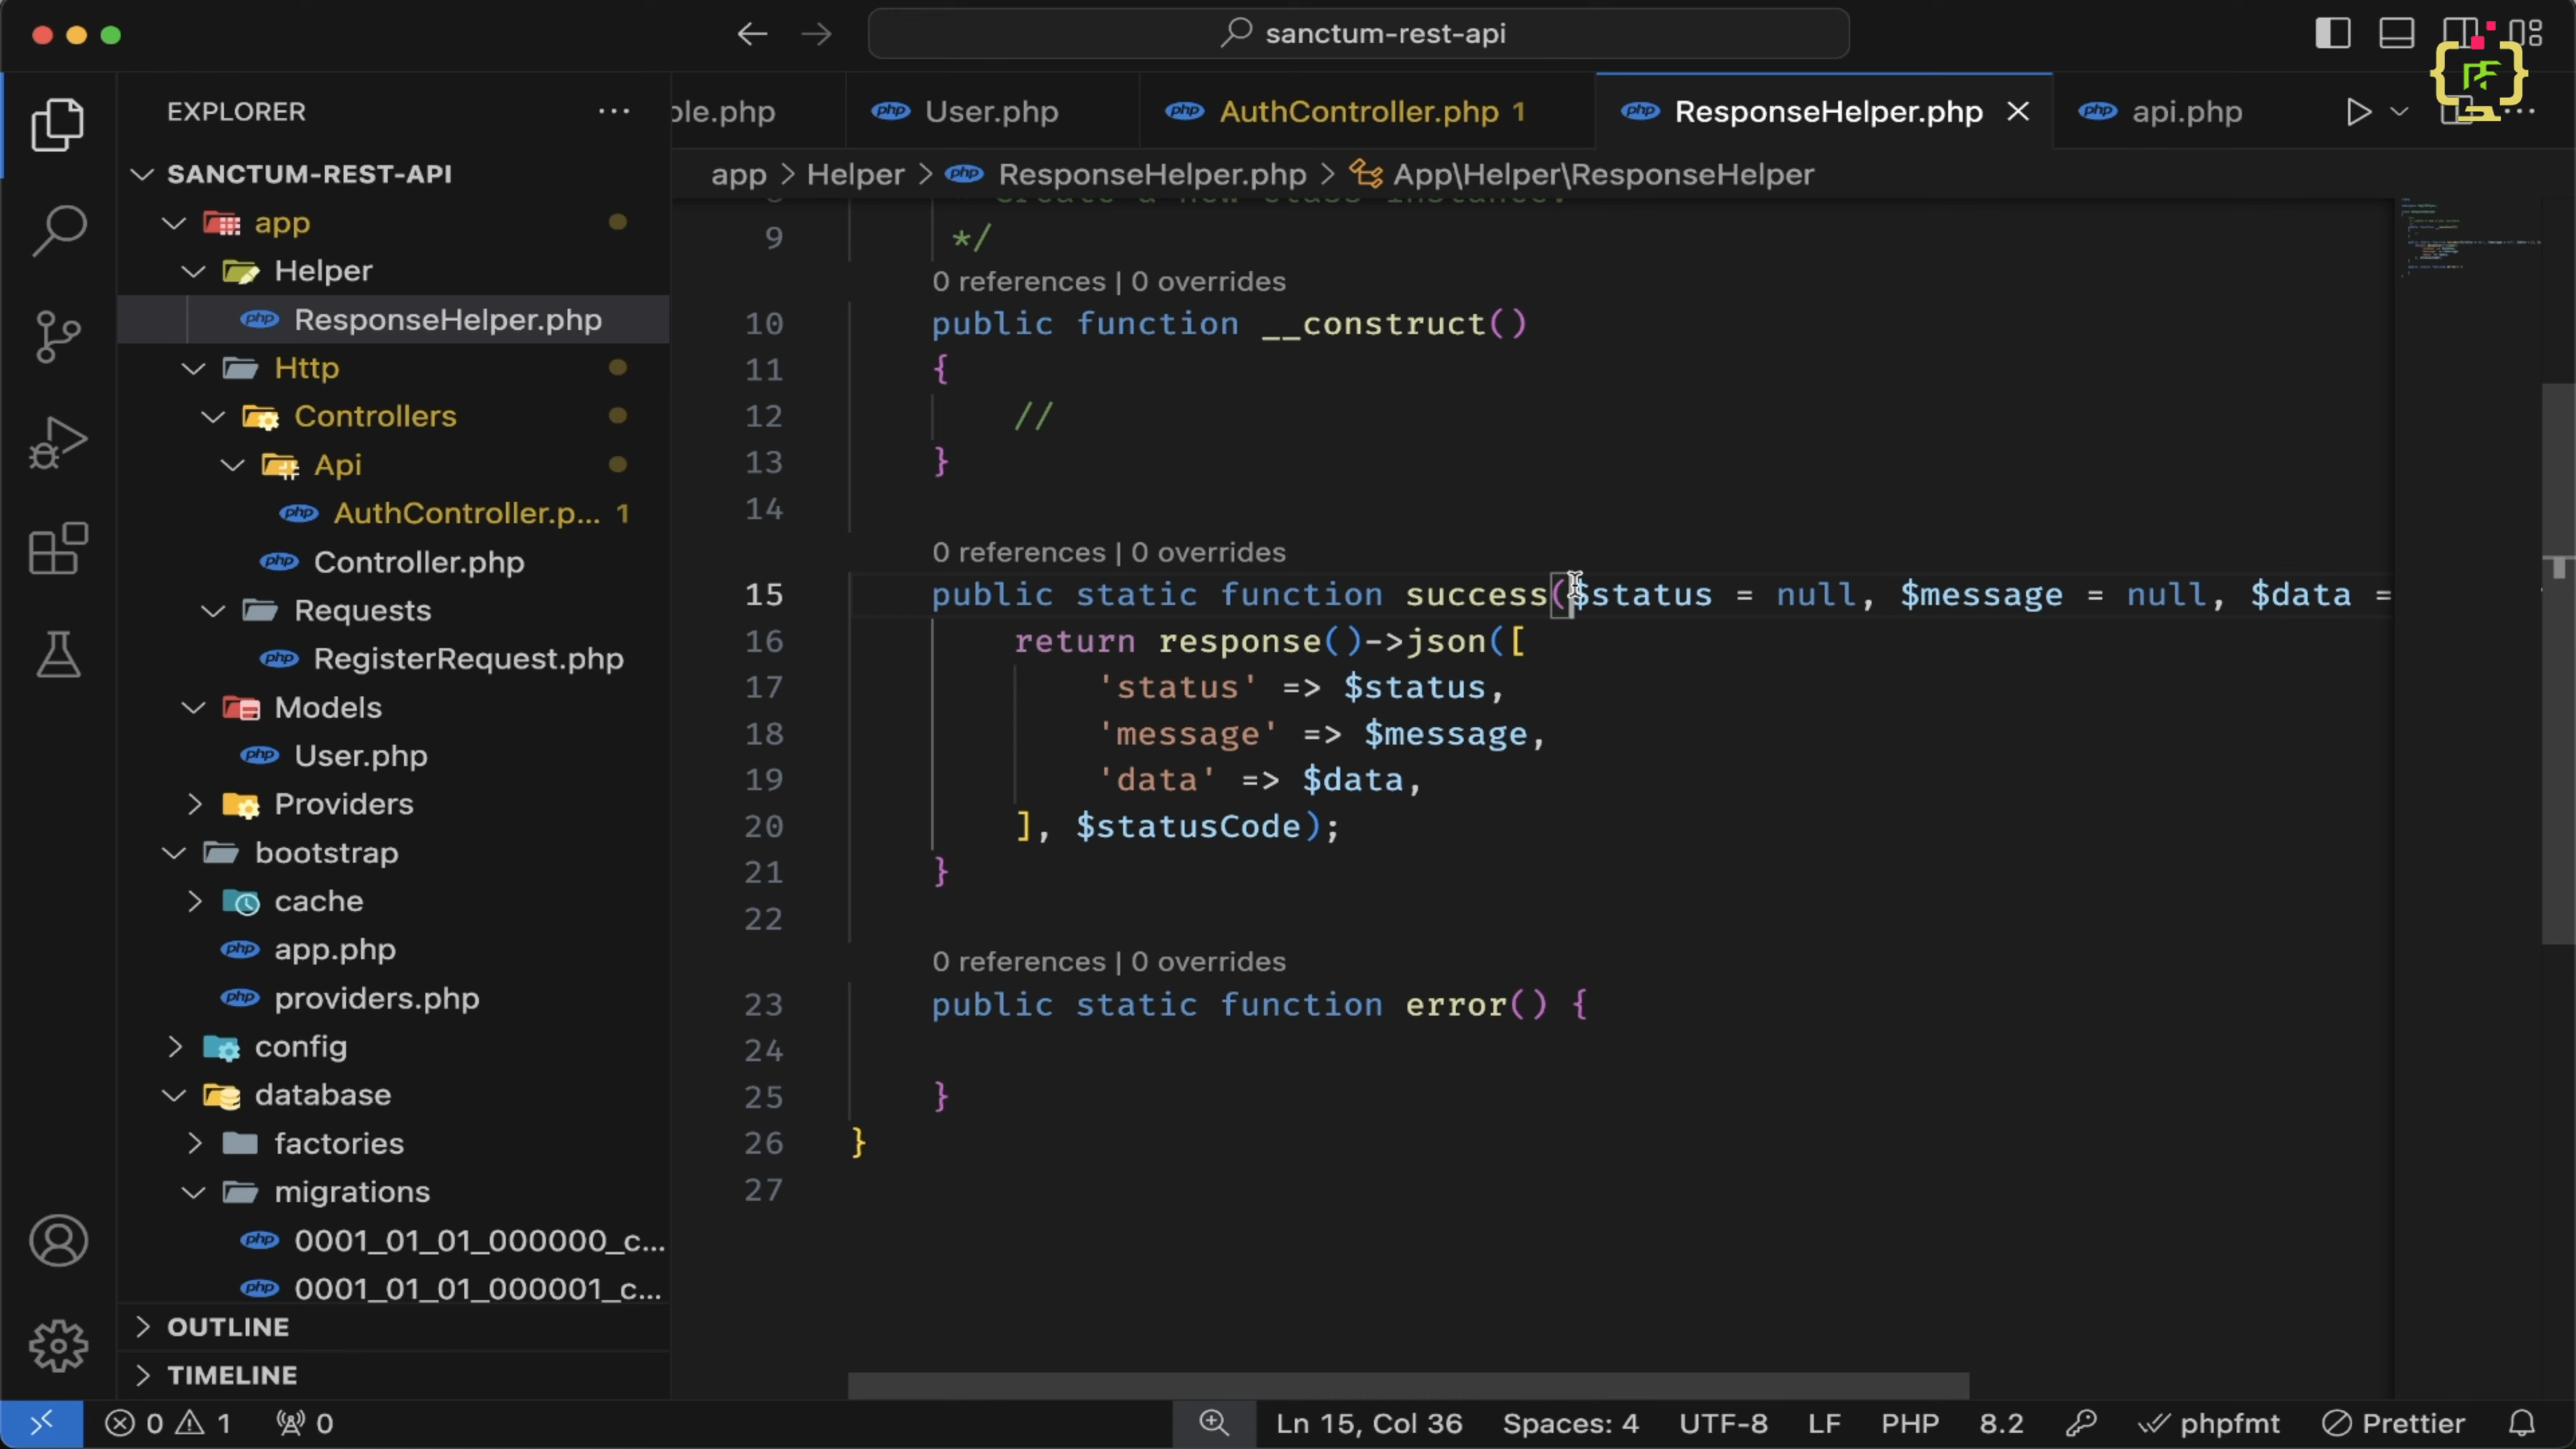 sanctum-rest-api
EXPLORER
SANCTUM-REST-API
app
Helper
ResponseHelper.php
Http
Controllers
Api
AuthController.p... 1
Controller.php
Requests
RegisterRequest.php
Models
User.php
Providers
bootstrap
cache
app.php
providers.php
config
database
factories
migrations
0001_01_01_000000_c...
0001_01_01_000001_c...
OUTLINE
TIMELINE
ple.php User.php AuthController.php 1 ResponseHelper.php api.php
app > Helper > ResponseHelper.php > App\Helper\ResponseHelper
9 */
0 references | 0 overrides
10 public function __construct()
11 {
12 //
13 }
14
0 references | 0 overrides
15 public static function success($status = null, $message = null, $data =
16 return response()->json([
17 'status' => $status,
18 'message' => $message,
19 'data' => $data,
20 ], $statusCode);
21 }
22
0 references | 0 overrides
23 public static function error() {
24
25 }
26 }
27
0 1 0 Ln 15, Col 36 Spaces: 4 UTF-8 LF PHP 8.2 phpfmt Prettier